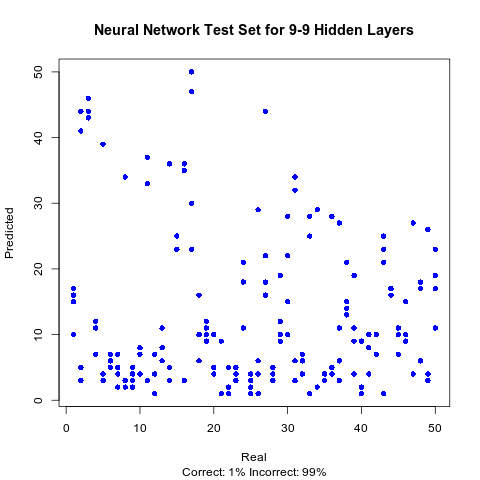 Neural Network Test Set for 9-9 Hidden Layers
Predicted
50
40
30
20
10
0
0 10 20 30 40 50
Real
Correct: 1% Incorrect: 99%